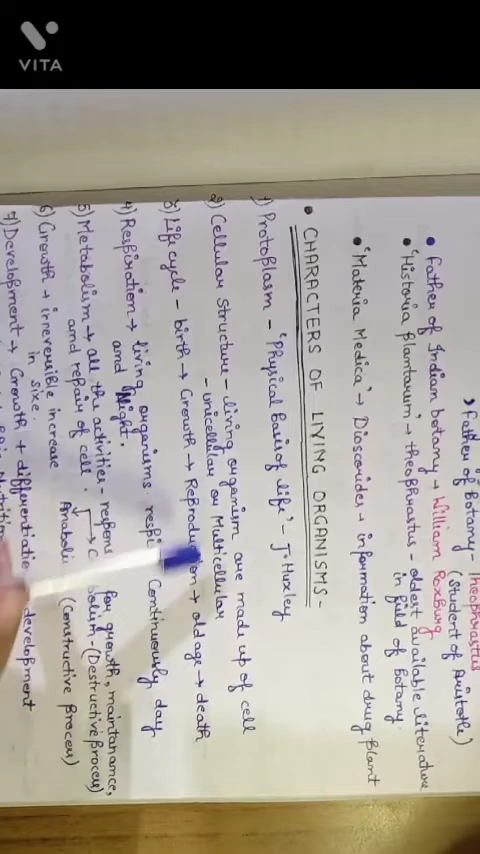 VITA
Theophrastus
→ Father of Botany - (Student of Aristotle)
• Father of Indian botany → William Roxburg
• 'Historia plantarum' → theophrastus - oldest available literature
in field of Botany.
• 'Materia Medica' → Dioscorides → information about drug plant
• CHARACTERS OF LIVING ORGANISMS -
1) Protoplasm - 'Physical basis of life' - J Huxley
2) Cellular structure - living organism are made up of cell
- unicellular or Multicellular
3) Life cycle - birth → Growth → Reproduction → old age → death
4) Respiration → living organisms Continuously day
and Night.
5) Metabolism → all the activities - for growth, maintanance,
and repair of cell. (Destructive process)
(Constructive process)
6) Growth → irreversible increase
in size.
7) Development → Growth + development